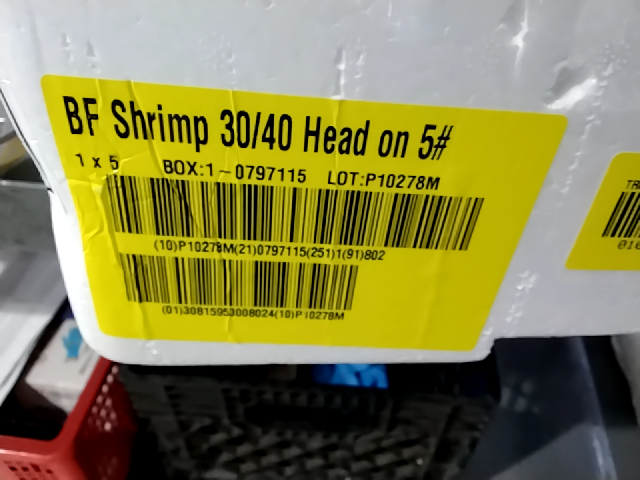 BF Shrimp 30/40 Head on 5#
1 x 5 BOX:1-0797115 LOT:P10278M
(10)P10278M(21)0797115(251)1(91)802
(01)30815953008024(10)P10278M